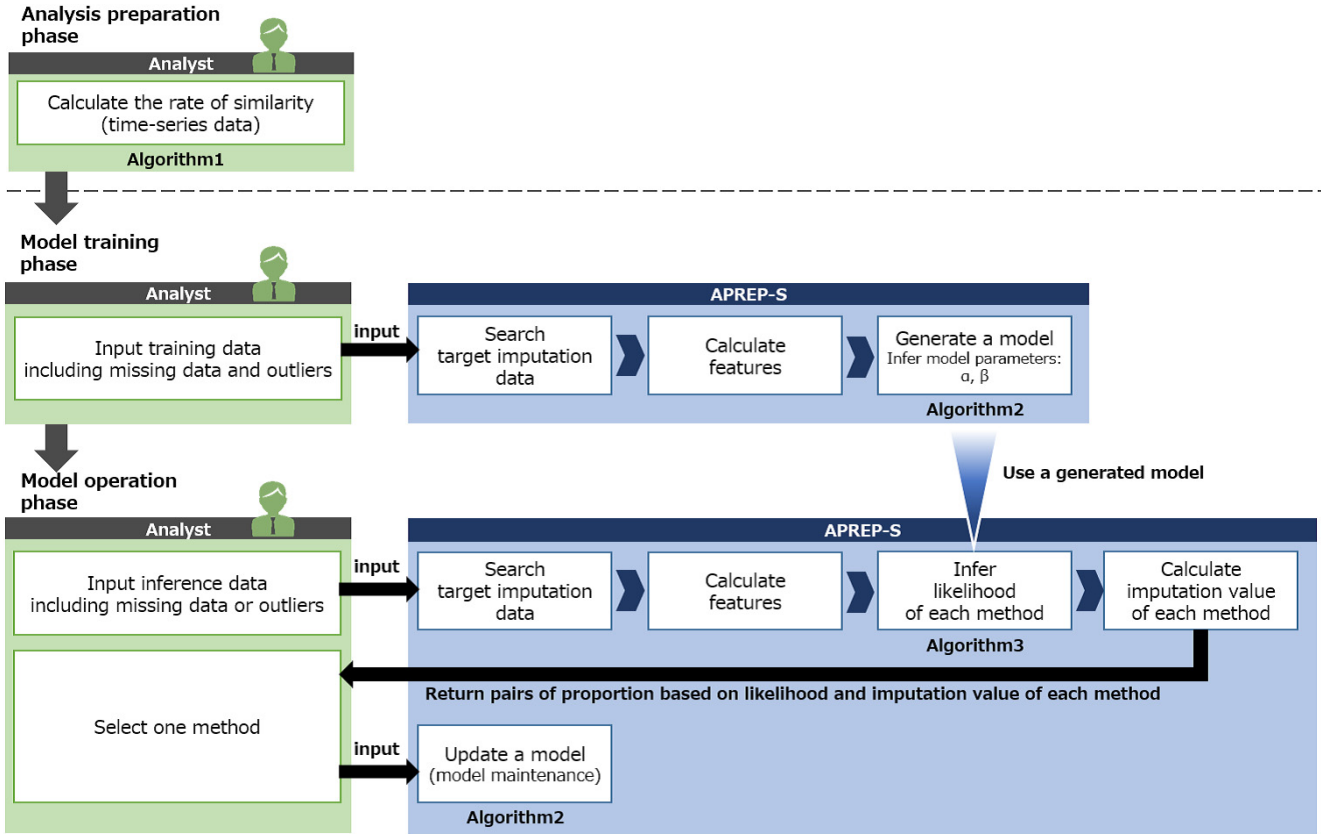 Analysis preparation
phase
Analyst
Calculate the rate of similarity
(time-series data)
Algorithm1
Model training
phase
Analyst
Input training data
including missing data and outliers
input
APREP-S
Search
target imputation
data
Calculate
features
Generate a model
Infer model parameters:
α, β
Algorithm2
Use a generated model
Model operation
phase
Analyst
Input inference data
including missing data or outliers
input
APREP-S
Search
target imputation
data
Calculate
features
Infer
likelihood
of each method
Algorithm3
Calculate
imputation value
of each method
Return pairs of proportion based on likelihood and imputation value of each method
Select one method
input
Update a model
(model maintenance)
Algorithm2